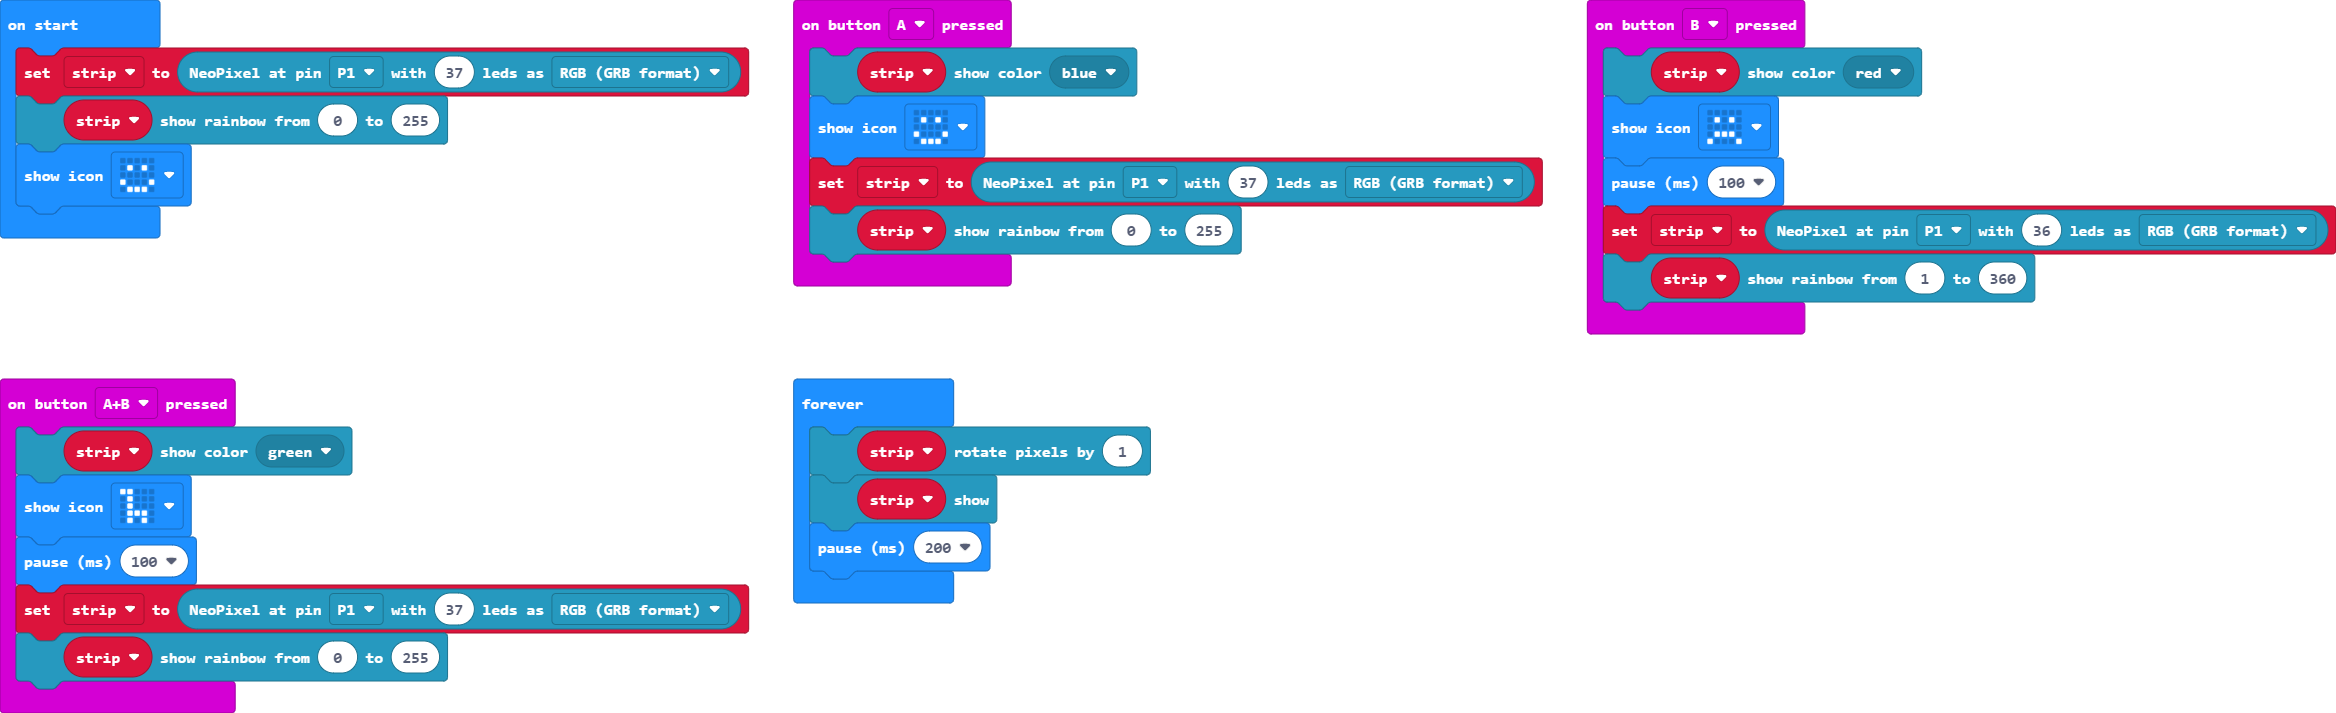 on start
set strip to NeoPixel at pin P1 with 37 leds as RGB (GRB format)
strip show rainbow from 0 to 255
show icon
on button A pressed
strip show color blue
show icon
set strip to NeoPixel at pin P1 with 37 leds as RGB (GRB format)
strip show rainbow from 0 to 255
on button B pressed
strip show color red
show icon
pause (ms) 100
set strip to NeoPixel at pin P1 with 36 leds as RGB (GRB format)
strip show rainbow from 1 to 360
on button A+B pressed
strip show color green
show icon
pause (ms) 100
set strip to NeoPixel at pin P1 with 37 leds as RGB (GRB format)
strip show rainbow from 0 to 255
forever
strip rotate pixels by 1
strip show
pause (ms) 200